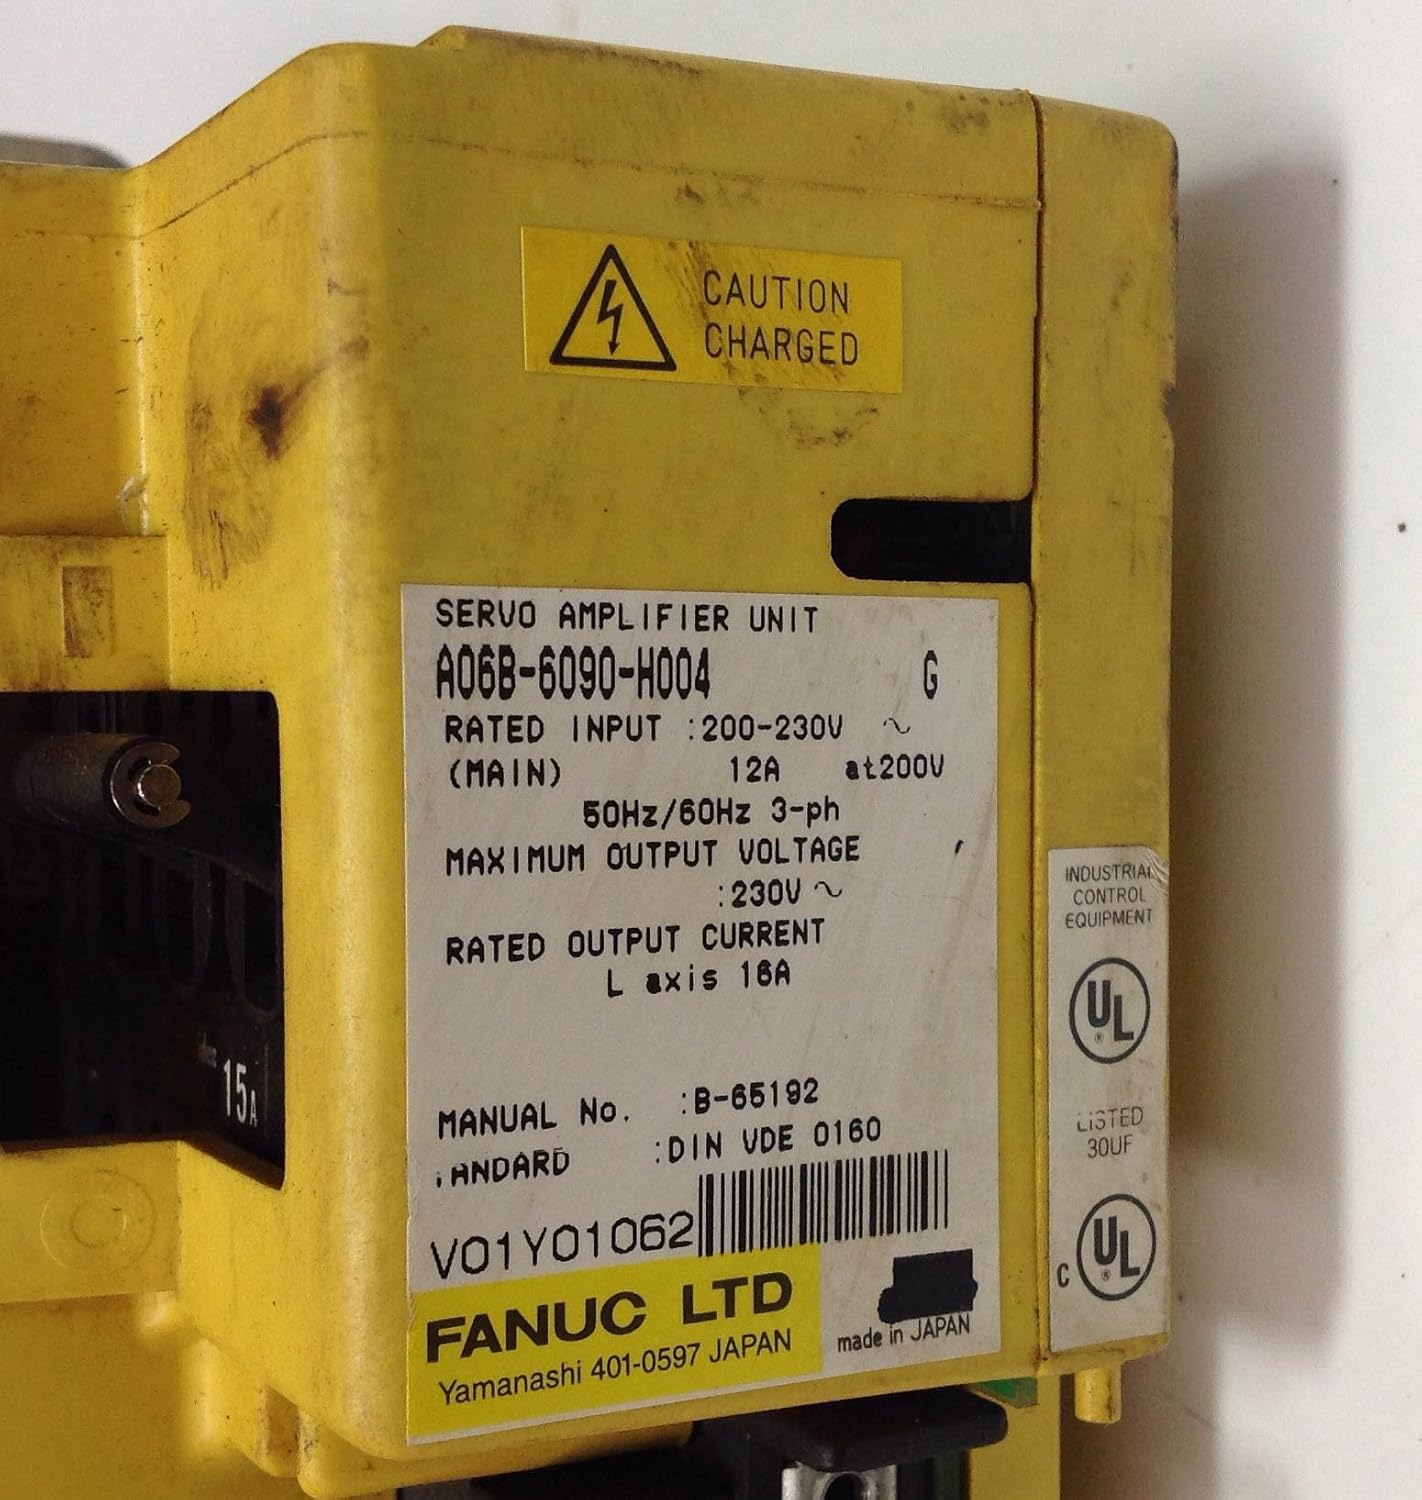 CAUTION
CHARGED
SERVO AMPLIFIER UNIT
A06B-6090-H004 G
RATED INPUT :200-230V ~
(MAIN) 12A at200V
50Hz/60Hz 3-ph
MAXIMUM OUTPUT VOLTAGE
:230V ~
RATED OUTPUT CURRENT
L axis 16A
MANUAL No. :B-65192
ANDARD :DIN VDE 0160
V01Y01062
FANUC LTD
Yamanashi 401-0597 JAPAN
made in JAPAN
INDUSTRIAL
CONTROL
EQUIPMENT
UL
®
LISTED
30UF
C UL
®
15A